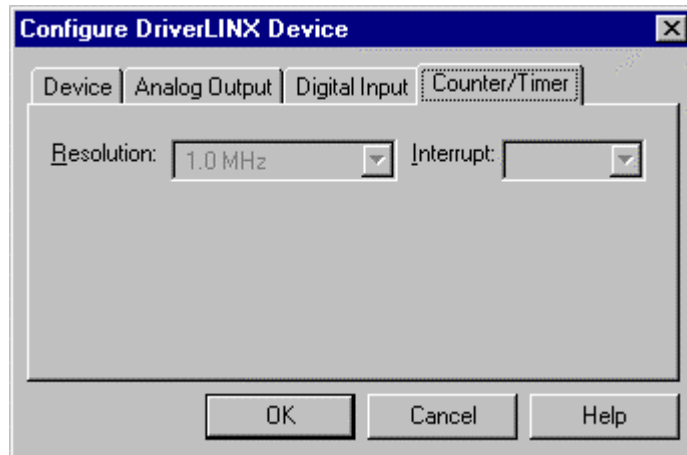 Configure DriverLINX Device
Device Analog Output Digital Input Counter/Timer
Resolution: 1.0 MHz Interrupt:
OK Cancel Help